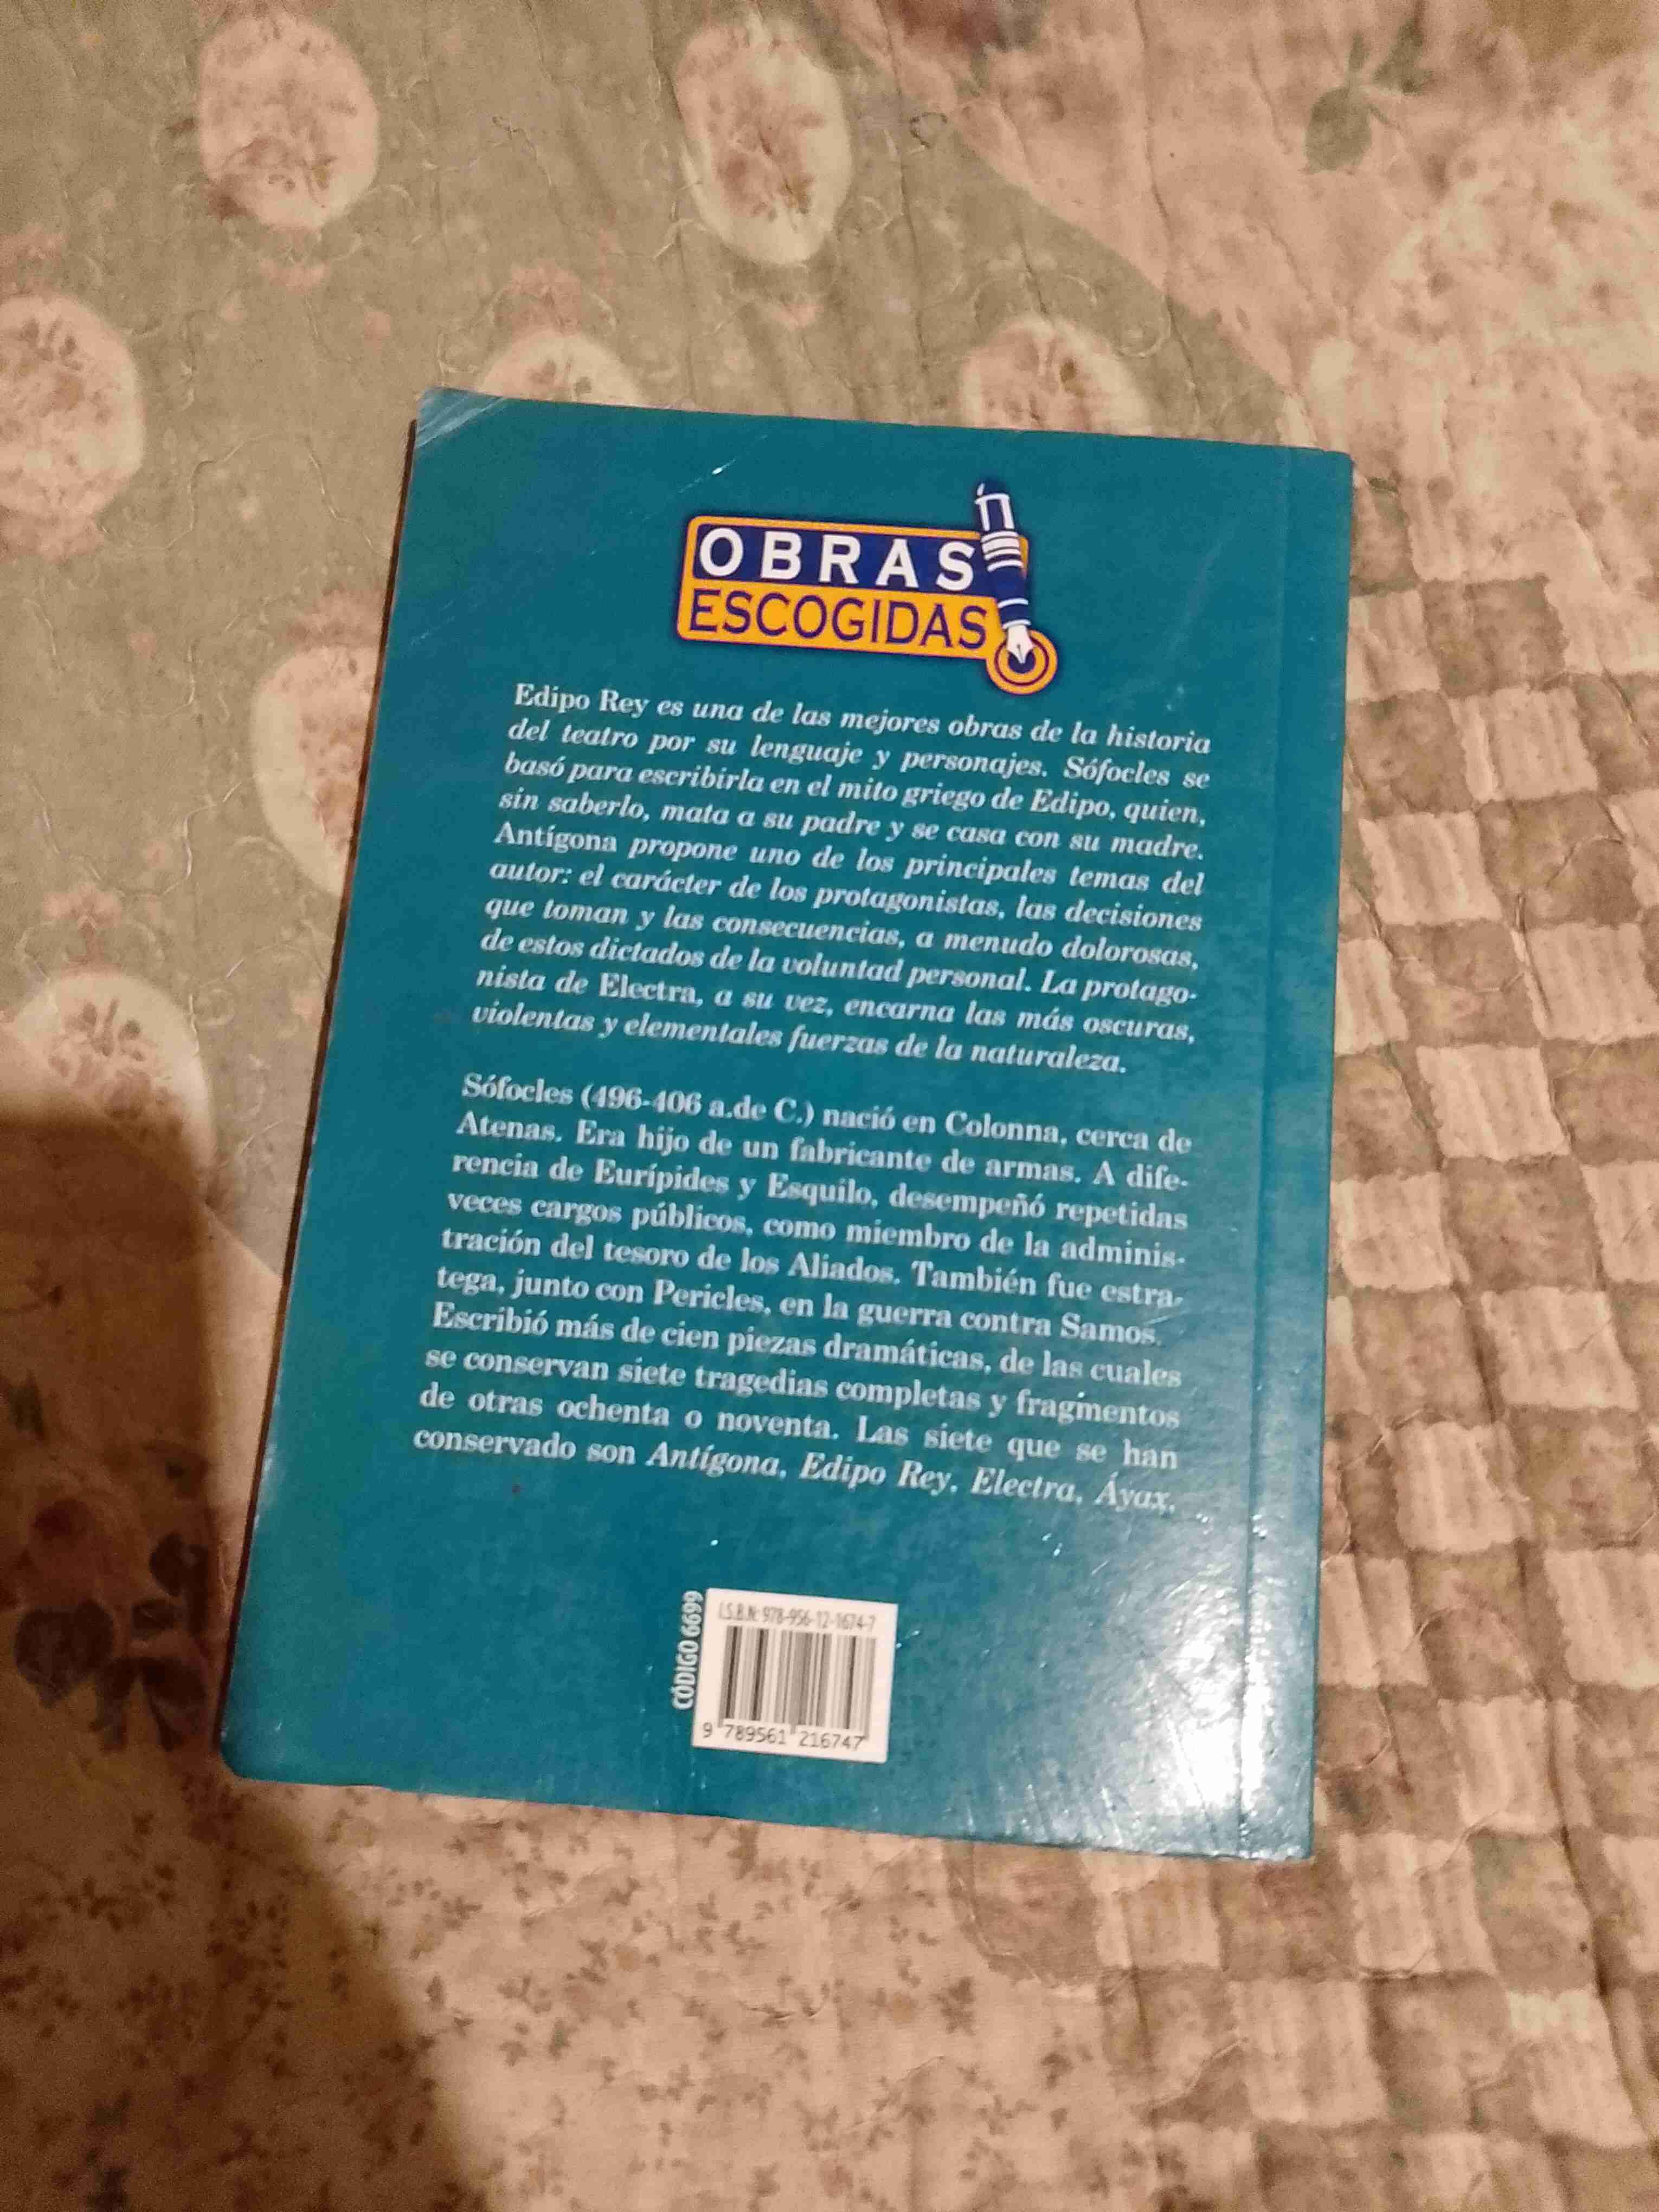 OBRAS
ESCOGIDAS
Edipo Rey es una de las mejores obras de la historia
del teatro por su lenguaje y personajes. Sófocles se
basó para escribirla en el mito griego de Edipo, quien,
sin saberlo, mata a su padre y se casa con su madre.
Antígona propone uno de los principales temas del
autor: el carácter de los protagonistas, las decisiones
que toman y las consecuencias, a menudo dolorosas,
de estos dictados de la voluntad personal. La protago-
nista de Electra, a su vez, encarna las más oscuras,
violentas y elementales fuerzas de la naturaleza.
Sófocles (496-406 a.de C.) nació en Colonna, cerca de
Atenas. Era hijo de un fabricante de armas. A dife-
rencia de Eurípides y Esquilo, desempeñó repetidas
veces cargos públicos, como miembro de la adminis-
tración del tesoro de los Aliados. También fue estra-
tega, junto con Pericles, en la guerra contra Samos.
Escribió más de cien piezas dramáticas, de las cuales
se conservan siete tragedias completas y fragmentos
de otras ochenta o noventa. Las siete que se han
conservado son Antígona, Edipo Rey, Electra, Áyax.
CÓDIGO 6699
I.S.B.N: 978-956-12-1674-7
9 789561 216747